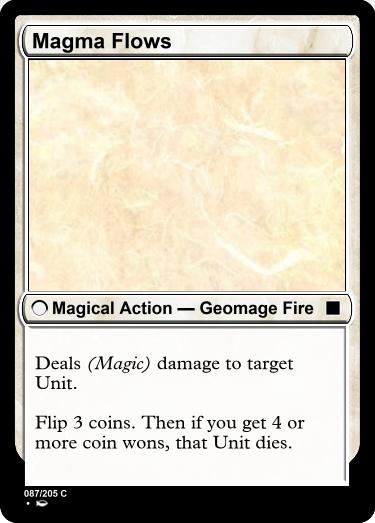 Magma Flows
Magical Action — Geomage Fire
Deals (Magic) damage to target
Unit.
Flip 3 coins. Then if you get 4 or
more coin wons, that Unit dies.
087/205 C